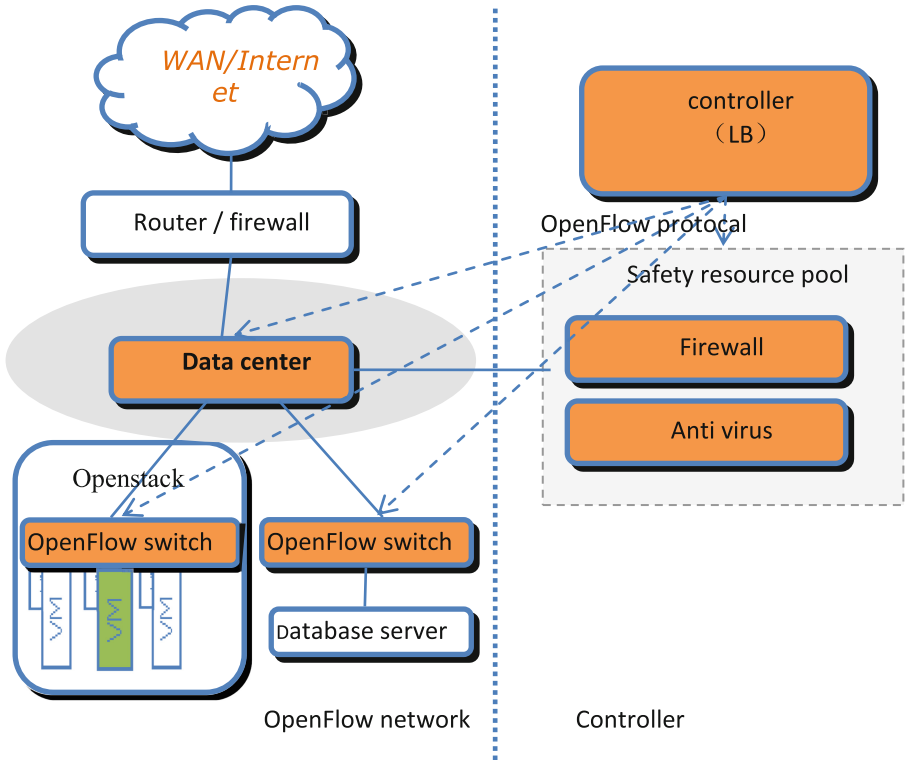 WAN/Intern
et
controller
（LB）
Router / firewall
OpenFlow protocal
Safety resource pool
Data center
Firewall
Anti virus
Openstack
OpenFlow switch
OpenFlow switch
VM
VM
VM
Database server
OpenFlow network
Controller